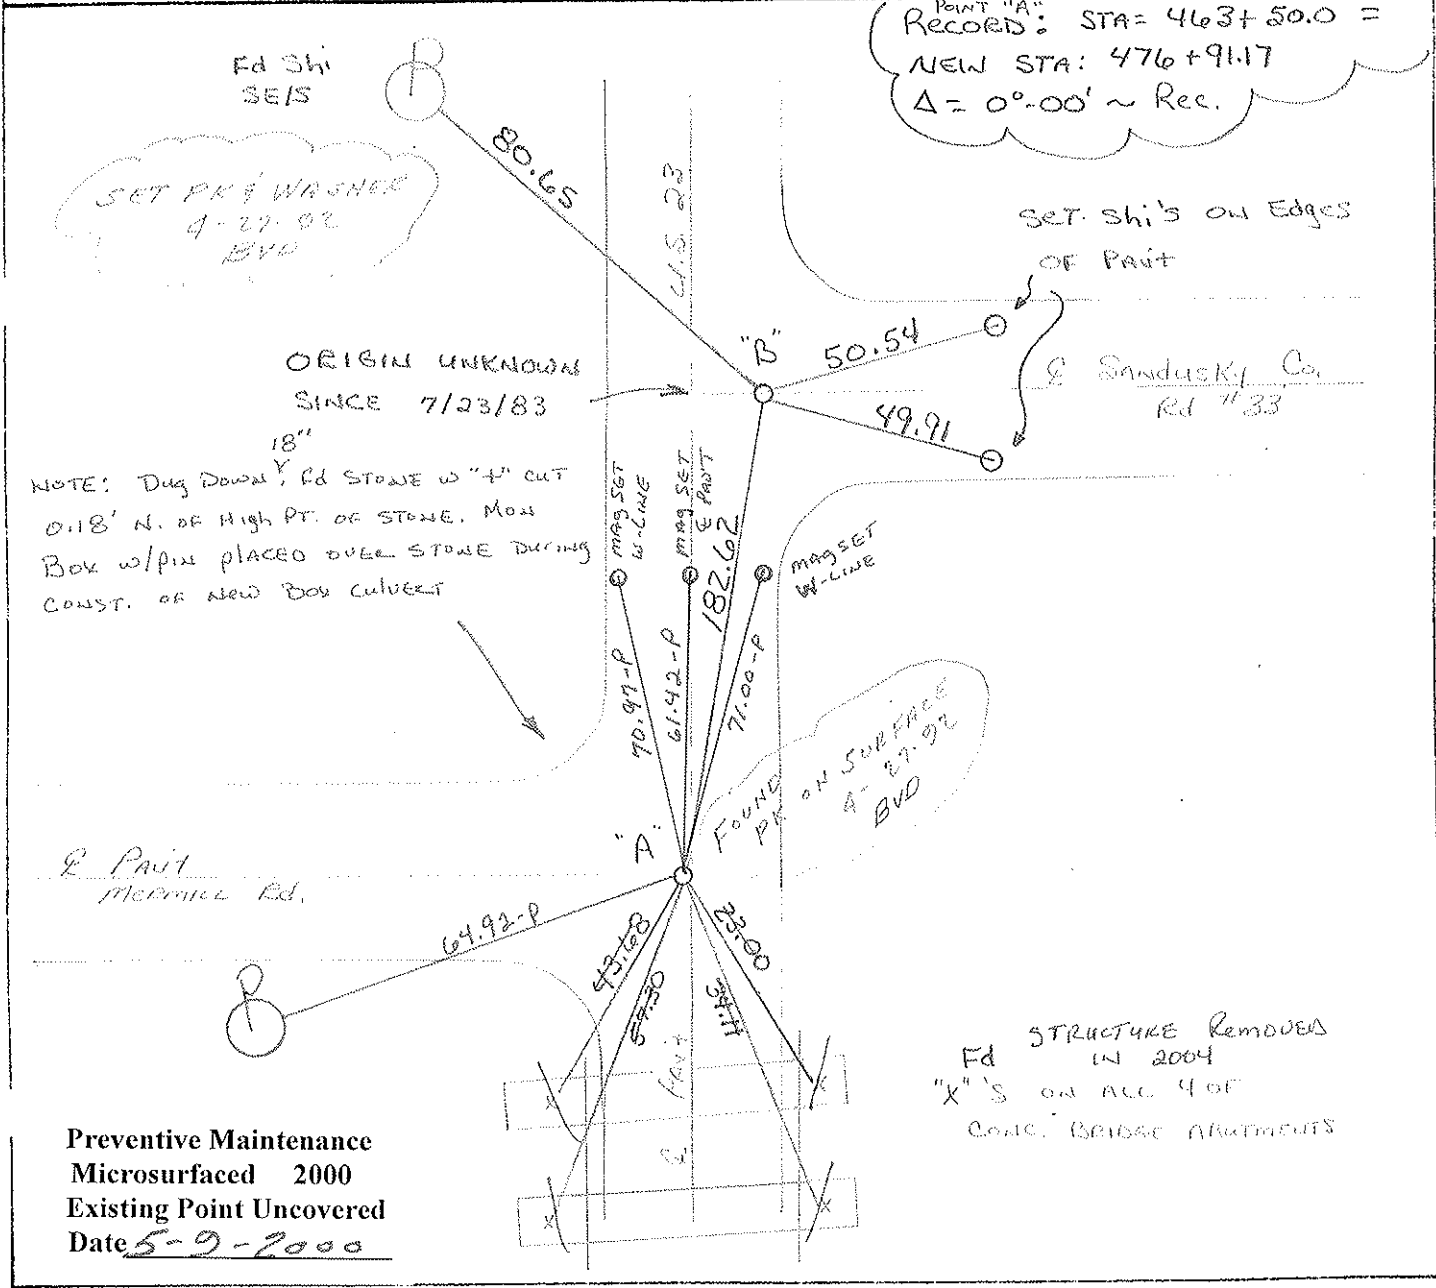 POINT "A"
RECORD: STA= 463+50.0 =
NEW STA: 476+91.17
Δ = 0°-00' ~ Rec.
Fd Shi
SE/S
SET PK & WASHER
4-27-92
BVD
80.65
U.S. 23
SET Shi's ON Edges
OF PAV't
"B"
50.54
49.91
℄ SANDUSKY Co.
Rd #33
ORIGIN UNKNOWN
SINCE 7/23/83
18"
NOTE: Dug DOWN, Fd STONE W "+" CUT
0.18' N. OF High PT. OF STONE. MON
BOX W/PIN PLACED OVER STONE DURING
CONST. OF NEW BOX CULVERT
MAG SET
W-LINE
MAG SET
℄ PAV'T
182.62
MAG SET
W-LINE
70.97-P
61.42-P
71.00-P
FOUND
PK ON SURFACE
4-27-92
BVD
"A"
℄ PAV't
MERMILL Rd.
64.92-P
43.68
57.30
23.00
34.11
℄ PAV't
X
X
X
X
STRUCTURE REMOVED
IN 2004
Fd
"X"'S ON ALL 4 OF
CONC. BRIDGE ABUTMENTS
Preventive Maintenance
Microsurfaced 2000
Existing Point Uncovered
Date 5-9-2000